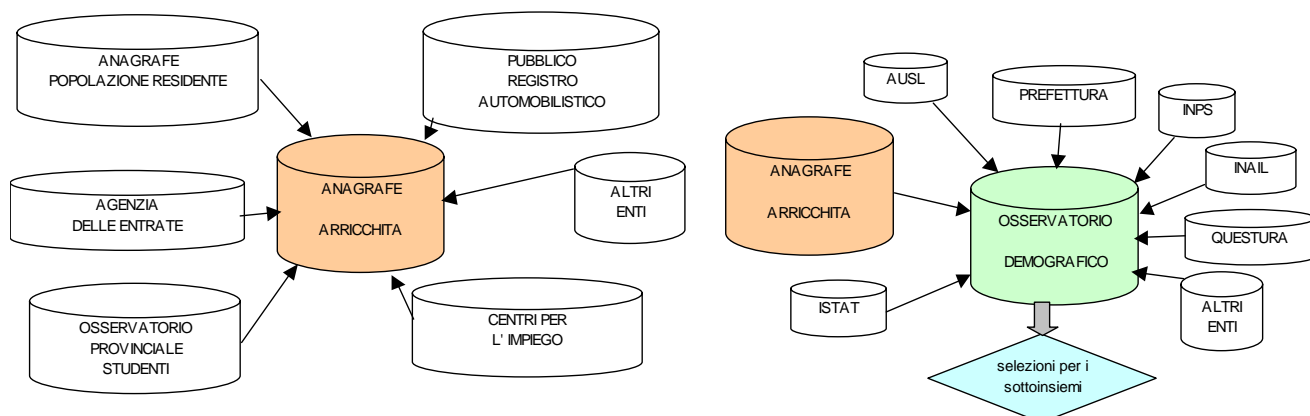 ANAGRAFE
POPOLAZIONE RESIDENTE
PUBBLICO
REGISTRO
AUTOMOBILISTICO
ANAGRAFE
ARRICCHITA
AGENZIA
DELLE ENTRATE
ALTRI
ENTI
OSSERVATORIO
PROVINCIALE
STUDENTI
CENTRI PER
L' IMPIEGO
AUSL
PREFETTURA
INPS
ANAGRAFE
ARRICCHITA
INAIL
OSSERVATORIO
DEMOGRAFICO
QUESTURA
ISTAT
ALTRI
ENTI
selezioni per i
sottoinsiemi